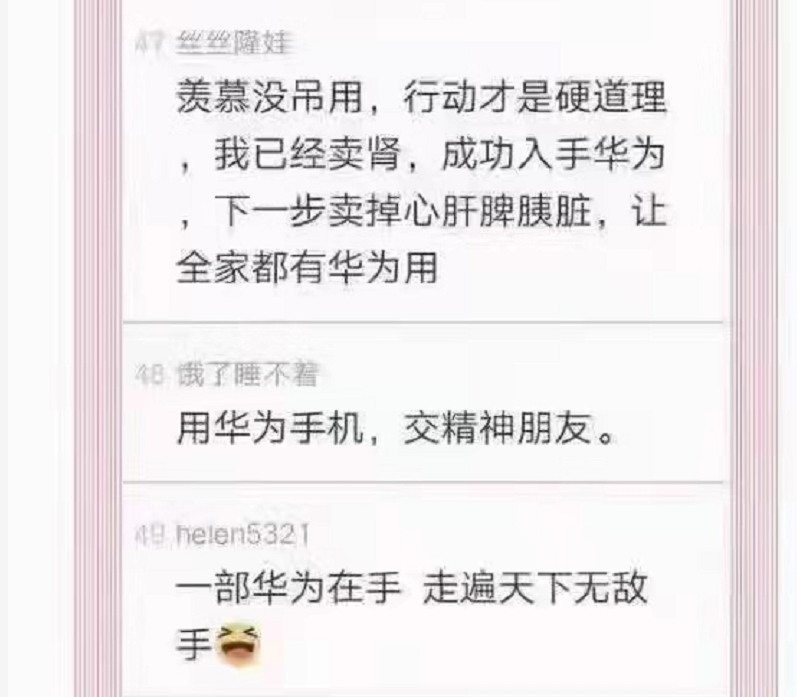 47 丝丝隆娃
羡慕没吊用，行动才是硬道理
，我已经卖肾，成功入手华为
，下一步卖掉心肝脾胰脏，让
全家都有华为用
48 饿了睡不着
用华为手机，交精神朋友。
49 helen5321
一部华为在手 走遍天下无敌
手😆